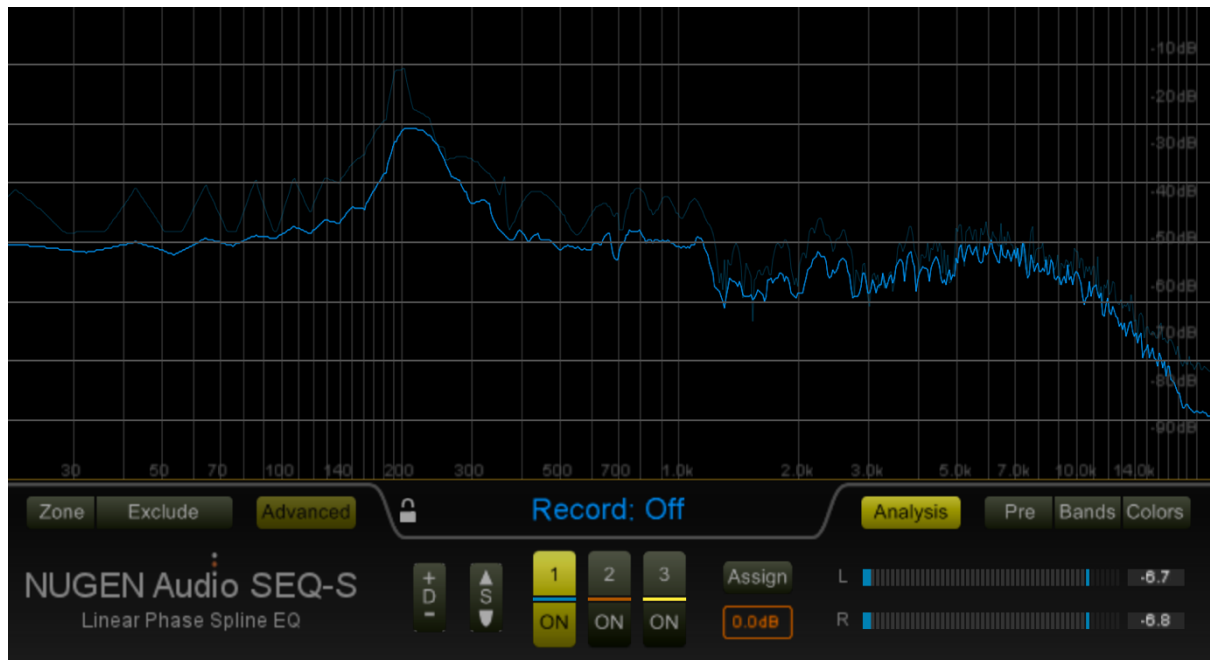 -10dB
-20dB
-30dB
-40dB
-50dB
-60dB
-70dB
-80dB
-90dB
30 50 70 100 140 200 300 500 700 1.0k 2.0k 3.0k 5.0k 7.0k 10.0k 14.0k
Zone Exclude Advanced Record: Off Analysis Pre Bands Colors
NUGEN Audio SEQ-S
Linear Phase Spline EQ
+ D - S
1 2 3
ON ON ON
Assign
0.0dB
L -6.7
R -6.8